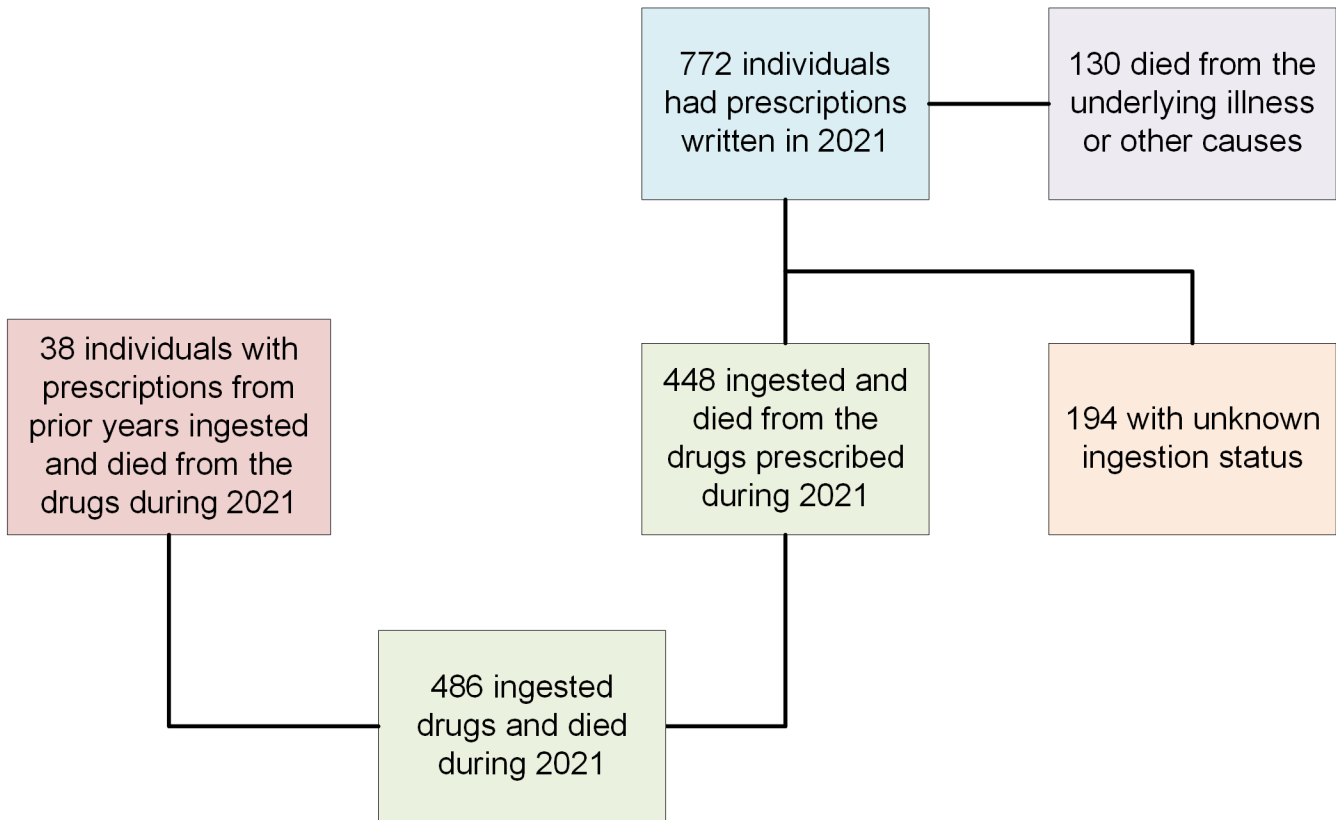 772 individuals
had prescriptions
written in 2021
130 died from the
underlying illness
or other causes
38 individuals with
prescriptions from
prior years ingested
and died from the
drugs during 2021
448 ingested and
died from the
drugs prescribed
during 2021
194 with unknown
ingestion status
486 ingested
drugs and died
during 2021